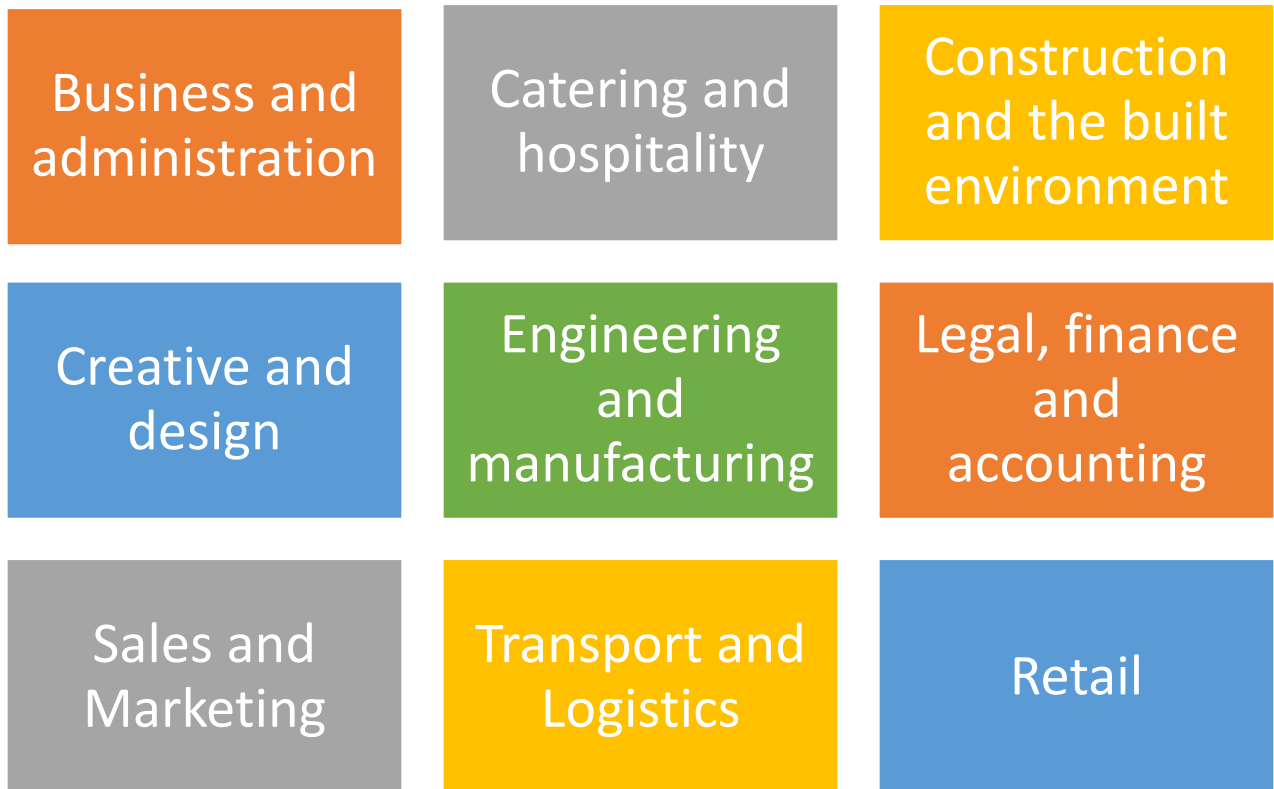 Business and
administration
Catering and
hospitality
Construction
and the built
environment
Creative and
design
Engineering
and
manufacturing
Legal, finance
and
accounting
Sales and
Marketing
Transport and
Logistics
Retail